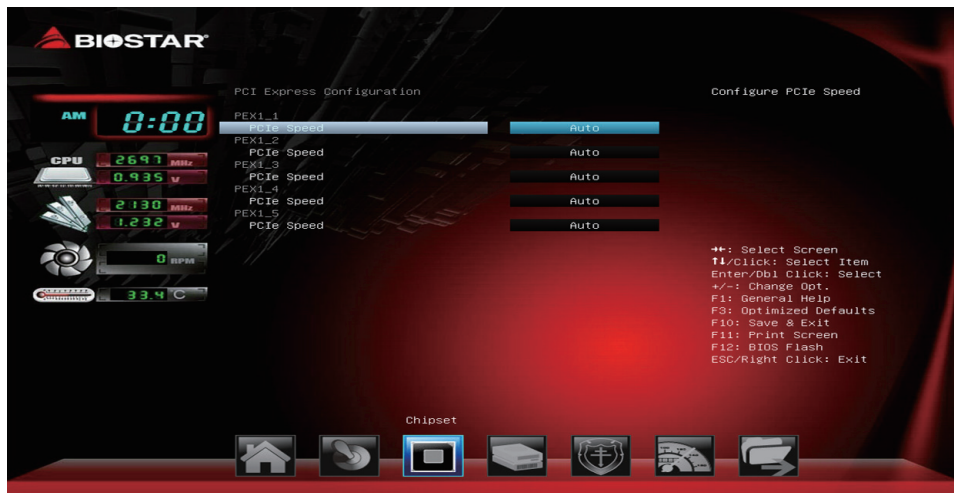 BIOSTAR
PCI Express Configuration
Configure PCIe Speed
AM 0:00
PEX1_1
PCIe Speed Auto
PEX1_2
PCIe Speed Auto
PEX1_3
PCIe Speed Auto
PEX1_4
PCIe Speed Auto
PEX1_5
PCIe Speed Auto
CPU 2697 MHz
0.935 V
2130 MHz
1.232 V
0 RPM
33.4 °C
→←: Select Screen
↑↓/Click: Select Item
Enter/Dbl Click: Select
+/-: Change Opt.
F1: General Help
F3: Optimized Defaults
F10: Save & Exit
F11: Print Screen
F12: BIOS Flash
ESC/Right Click: Exit
Chipset